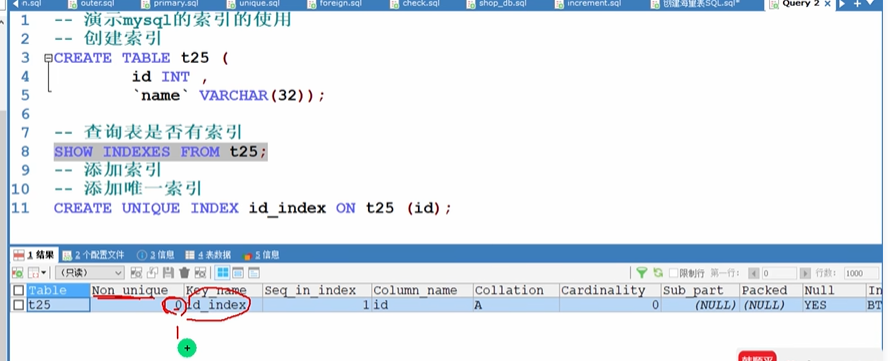 n.sql outer.sql primary.sql unique.sql foreign.sql check.sql shop_db.sql increment.sql 创建海量表SQL.sql* Query 2
1 -- 演示mysql的索引的使用
2 -- 创建索引
3 CREATE TABLE t25 (
4 id INT ,
5 `name` VARCHAR(32));
6
7 -- 查询表是否有索引
8 SHOW INDEXES FROM t25;
9 -- 添加索引
10 -- 添加唯一索引
11 CREATE UNIQUE INDEX id_index ON t25 (id);
1 结果 2 个配置文件 3 信息 4 表数据 5 信息
(只读) 限制行 第一行: 0 行数: 1000
Table Non_unique Key_name Seq_in_index Column_name Collation Cardinality Sub_part Packed Null In
t25 0 id_index 1 id A 0 (NULL) (NULL) YES BT
1
韩顺平